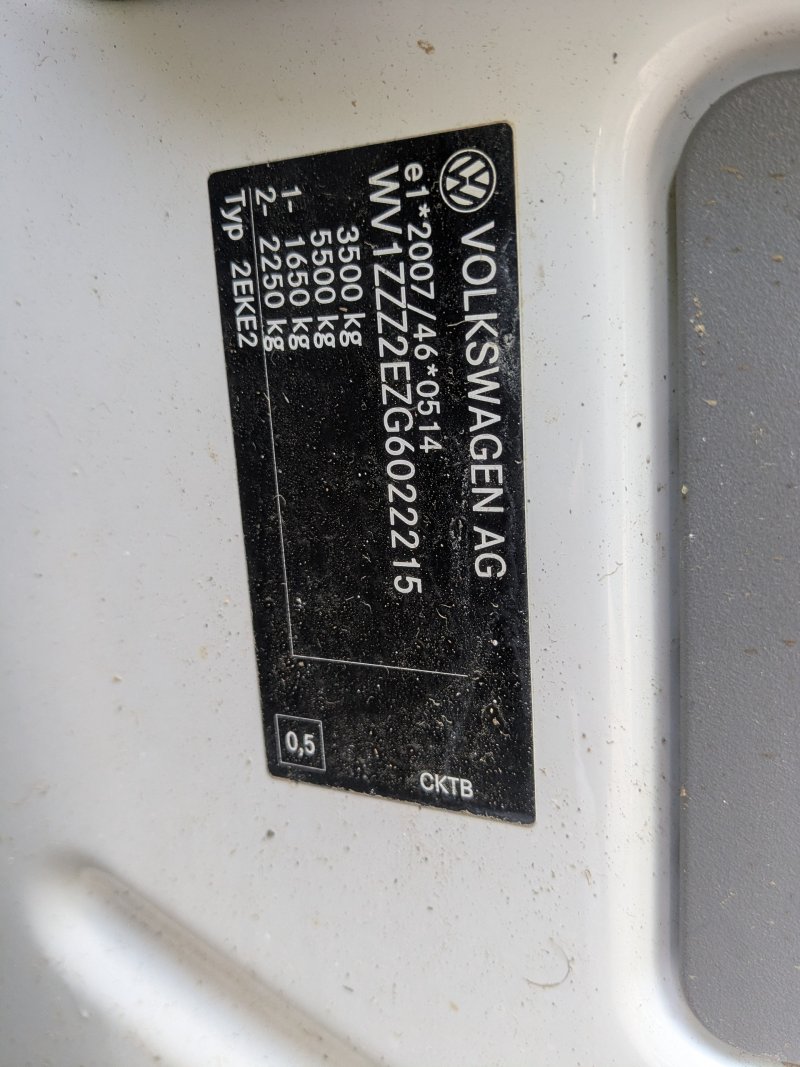 VOLKSWAGEN AG
e1*2007/46*0514
WV1ZZZ2EZG6022215
3500 kg
5500 kg
1- 1650 kg
2- 2250 kg
Typ 2EKE2
0,5
CKTB